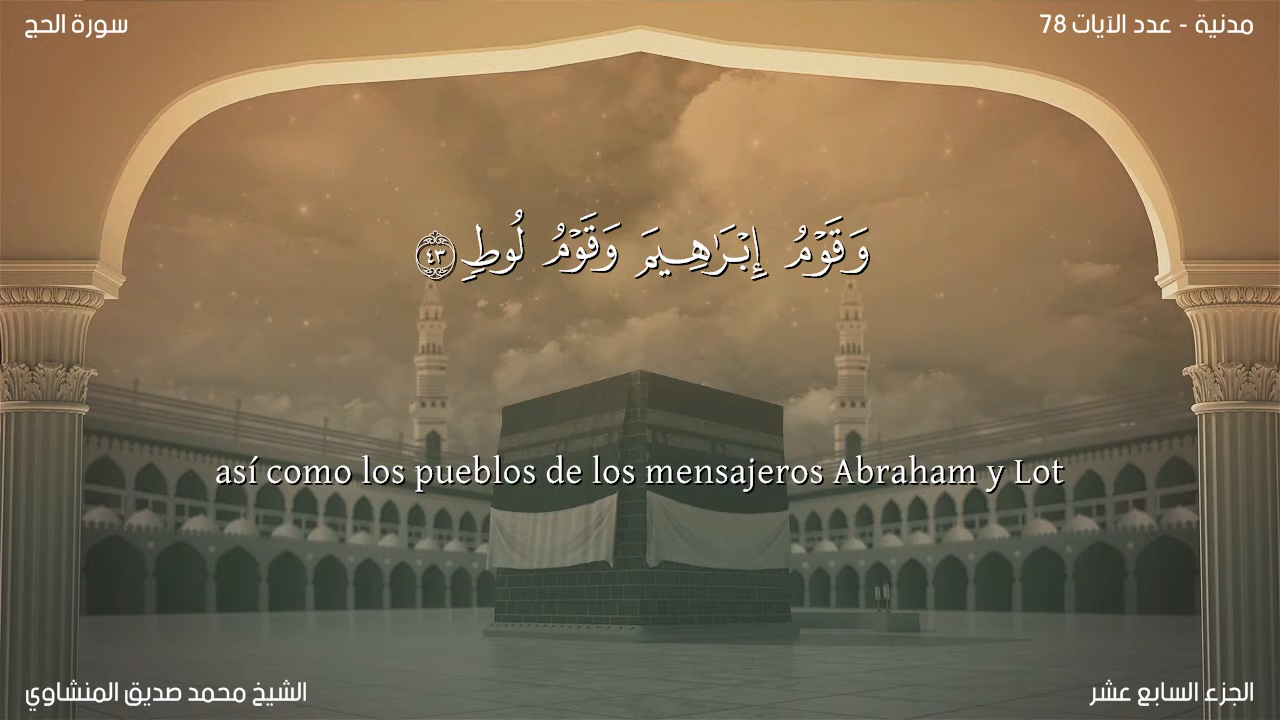 سورة الحج
مدنية - عدد الآيات 78
وَقَوْمُ إِبْرَٰهِيمَ وَقَوْمُ لُوطٍ ٤٣
así como los pueblos de los mensajeros Abraham y Lot
الشيخ محمد صديق المنشاوي
الجزء السابع عشر